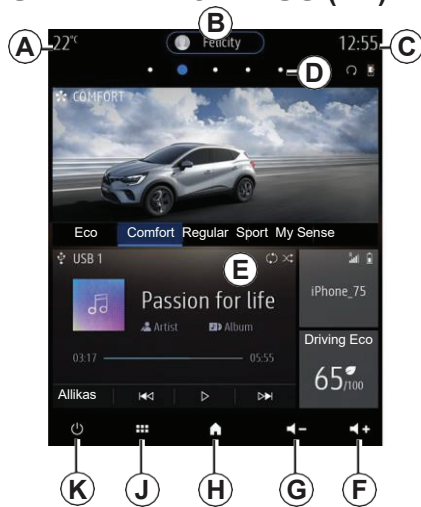 B
A 22°C Felicity 12:55 C
D
COMFORT
Eco Comfort Regular Sport My Sense
USB 1 E
iPhone_75
Passion for life
Artist Album
Driving Eco
03:17 05:55
65/100
Allikas
K J H G F